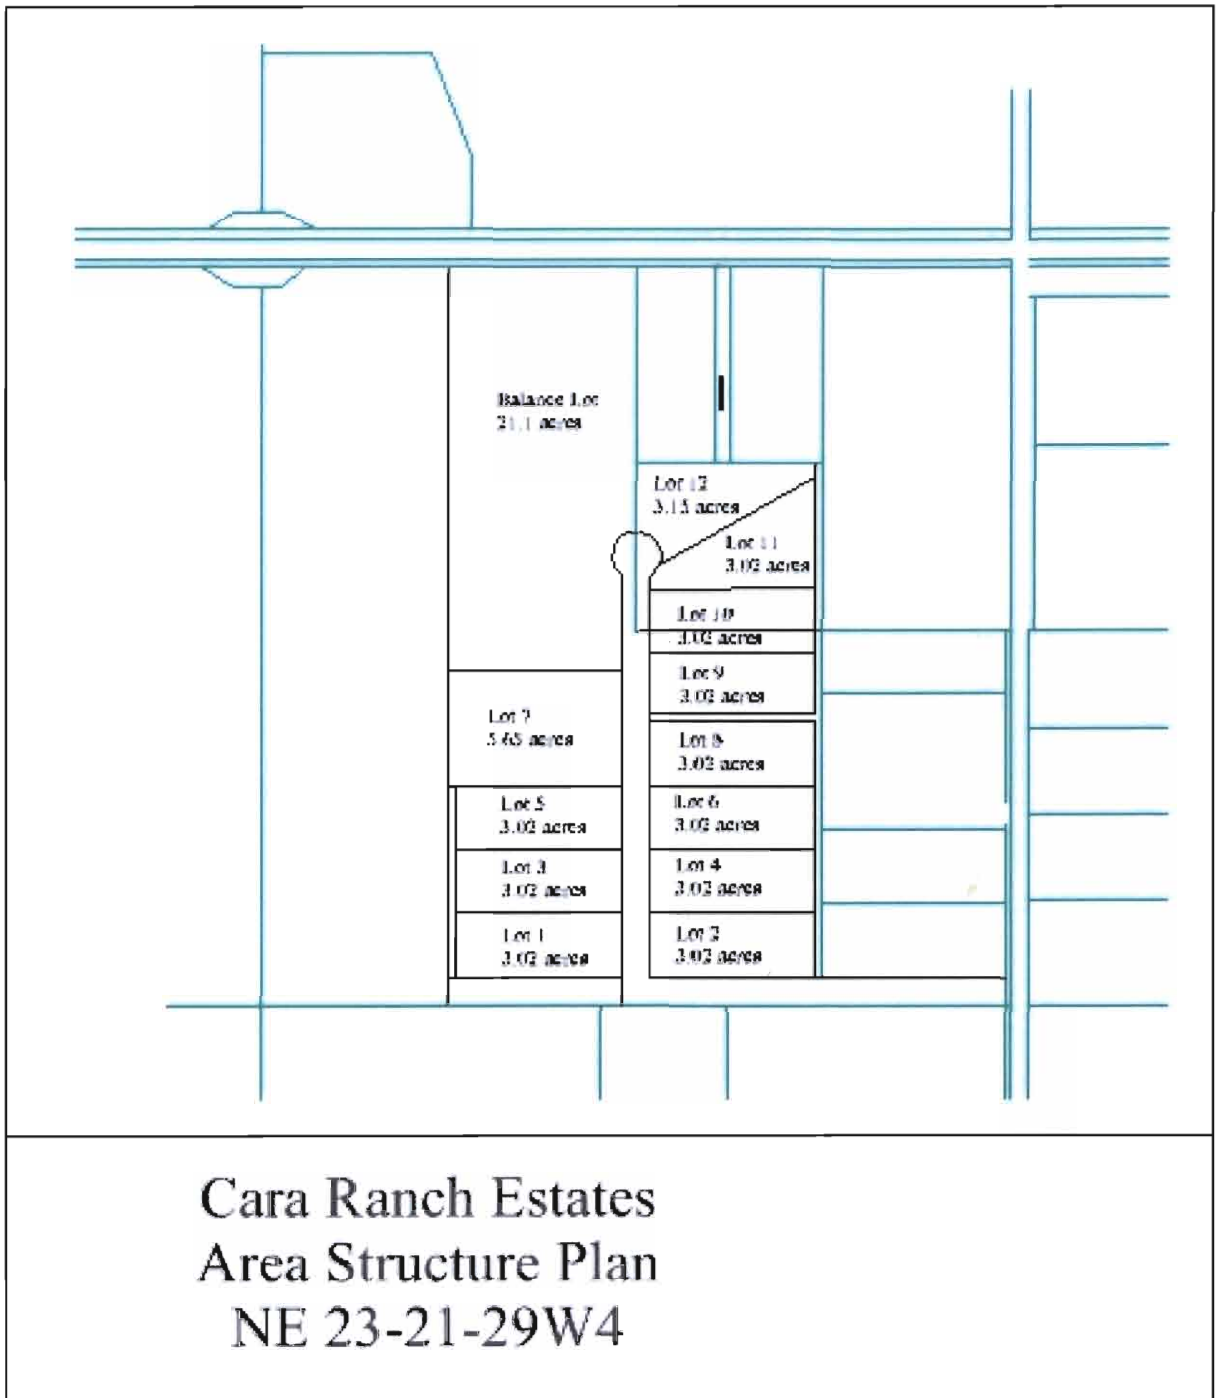 Balance Lot
21.1 acres
Lot 12
3.15 acres
Lot 11
3.02 acres
Lot 10
3.02 acres
Lot 9
3.02 acres
Lot 7
5.65 acres
Lot 8
3.02 acres
Lot 5
3.02 acres
Lot 6
3.02 acres
Lot 3
3.02 acres
Lot 4
3.02 acres
Lot 1
3.02 acres
Lot 2
3.02 acres
Cara Ranch Estates
Area Structure Plan
NE 23-21-29W4